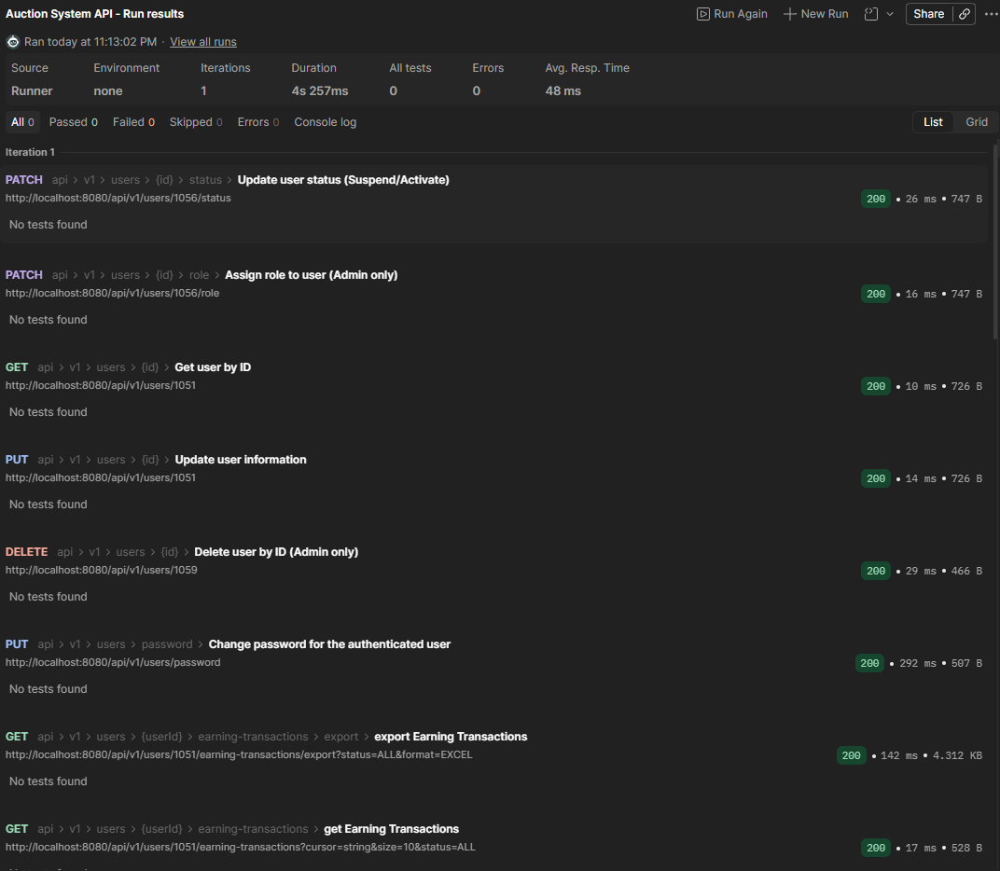 Auction System API - Run results
Run Again
New Run
Share
Ran today at 11:13:02 PM · View all runs
Source Environment Iterations Duration All tests Errors Avg. Resp. Time
Runner none 1 4s 257ms 0 0 48 ms
All 0 Passed 0 Failed 0 Skipped 0 Errors 0 Console log List Grid
Iteration 1
PATCH api > v1 > users > {id} > status > Update user status (Suspend/Activate)
http://localhost:8080/api/v1/users/1056/status
200 • 26 ms • 747 B
No tests found
PATCH api > v1 > users > {id} > role > Assign role to user (Admin only)
http://localhost:8080/api/v1/users/1056/role
200 • 16 ms • 747 B
No tests found
GET api > v1 > users > {id} > Get user by ID
http://localhost:8080/api/v1/users/1051
200 • 10 ms • 726 B
No tests found
PUT api > v1 > users > {id} > Update user information
http://localhost:8080/api/v1/users/1051
200 • 14 ms • 726 B
No tests found
DELETE api > v1 > users > {id} > Delete user by ID (Admin only)
http://localhost:8080/api/v1/users/1059
200 • 29 ms • 466 B
No tests found
PUT api > v1 > users > password > Change password for the authenticated user
http://localhost:8080/api/v1/users/password
200 • 292 ms • 507 B
No tests found
GET api > v1 > users > {userId} > earning-transactions > export > export Earning Transactions
http://localhost:8080/api/v1/users/1051/earning-transactions/export?status=ALL&format=EXCEL
200 • 142 ms • 4.312 KB
No tests found
GET api > v1 > users > {userId} > earning-transactions > get Earning Transactions
http://localhost:8080/api/v1/users/1051/earning-transactions?cursor=string&size=10&status=ALL
200 • 17 ms • 528 B